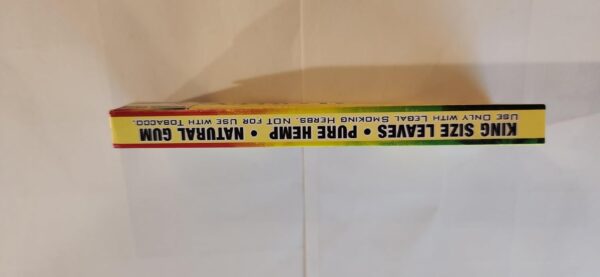 KING SIZE LEAVES • PURE HEMP • NATURAL GUM
USE ONLY WITH LEGAL SMOKING HERBS. NOT FOR USE WITH TOBACCO.